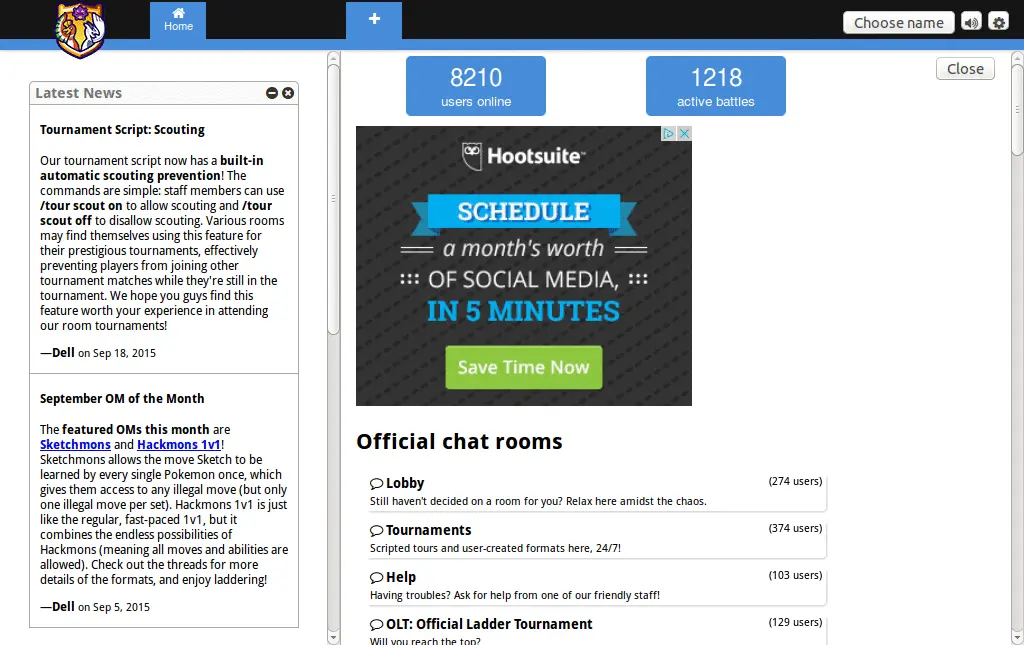 Home
+
Choose name
Latest News
Tournament Script: Scouting
Our tournament script now has a built-in
automatic scouting prevention! The
commands are simple: staff members can use
/tour scout on to allow scouting and /tour
scout off to disallow scouting. Various rooms
may find themselves using this feature for
their prestigious tournaments, effectively
preventing players from joining other
tournament matches while they're still in the
tournament. We hope you guys find this
feature worth your experience in attending
our room tournaments!
—Dell on Sep 18, 2015
September OM of the Month
The featured OMs this month are
Sketchmons and Hackmons 1v1!
Sketchmons allows the move Sketch to be
learned by every single Pokemon once, which
gives them access to any illegal move (but only
one illegal move per set). Hackmons 1v1 is just
like the regular, fast-paced 1v1, but it
combines the endless possibilities of
Hackmons (meaning all moves and abilities are
allowed). Check out the threads for more
details of the formats, and enjoy laddering!
—Dell on Sep 5, 2015
8210
users online
1218
active battles
Close
Hootsuite™
SCHEDULE
a month's worth
OF SOCIAL MEDIA,
IN 5 MINUTES
Save Time Now
Official chat rooms
Lobby (274 users)
Still haven't decided on a room for you? Relax here amidst the chaos.
Tournaments (374 users)
Scripted tours and user-created formats here, 24/7!
Help (103 users)
Having troubles? Ask for help from one of our friendly staff!
OLT: Official Ladder Tournament (129 users)
Will you reach the top?